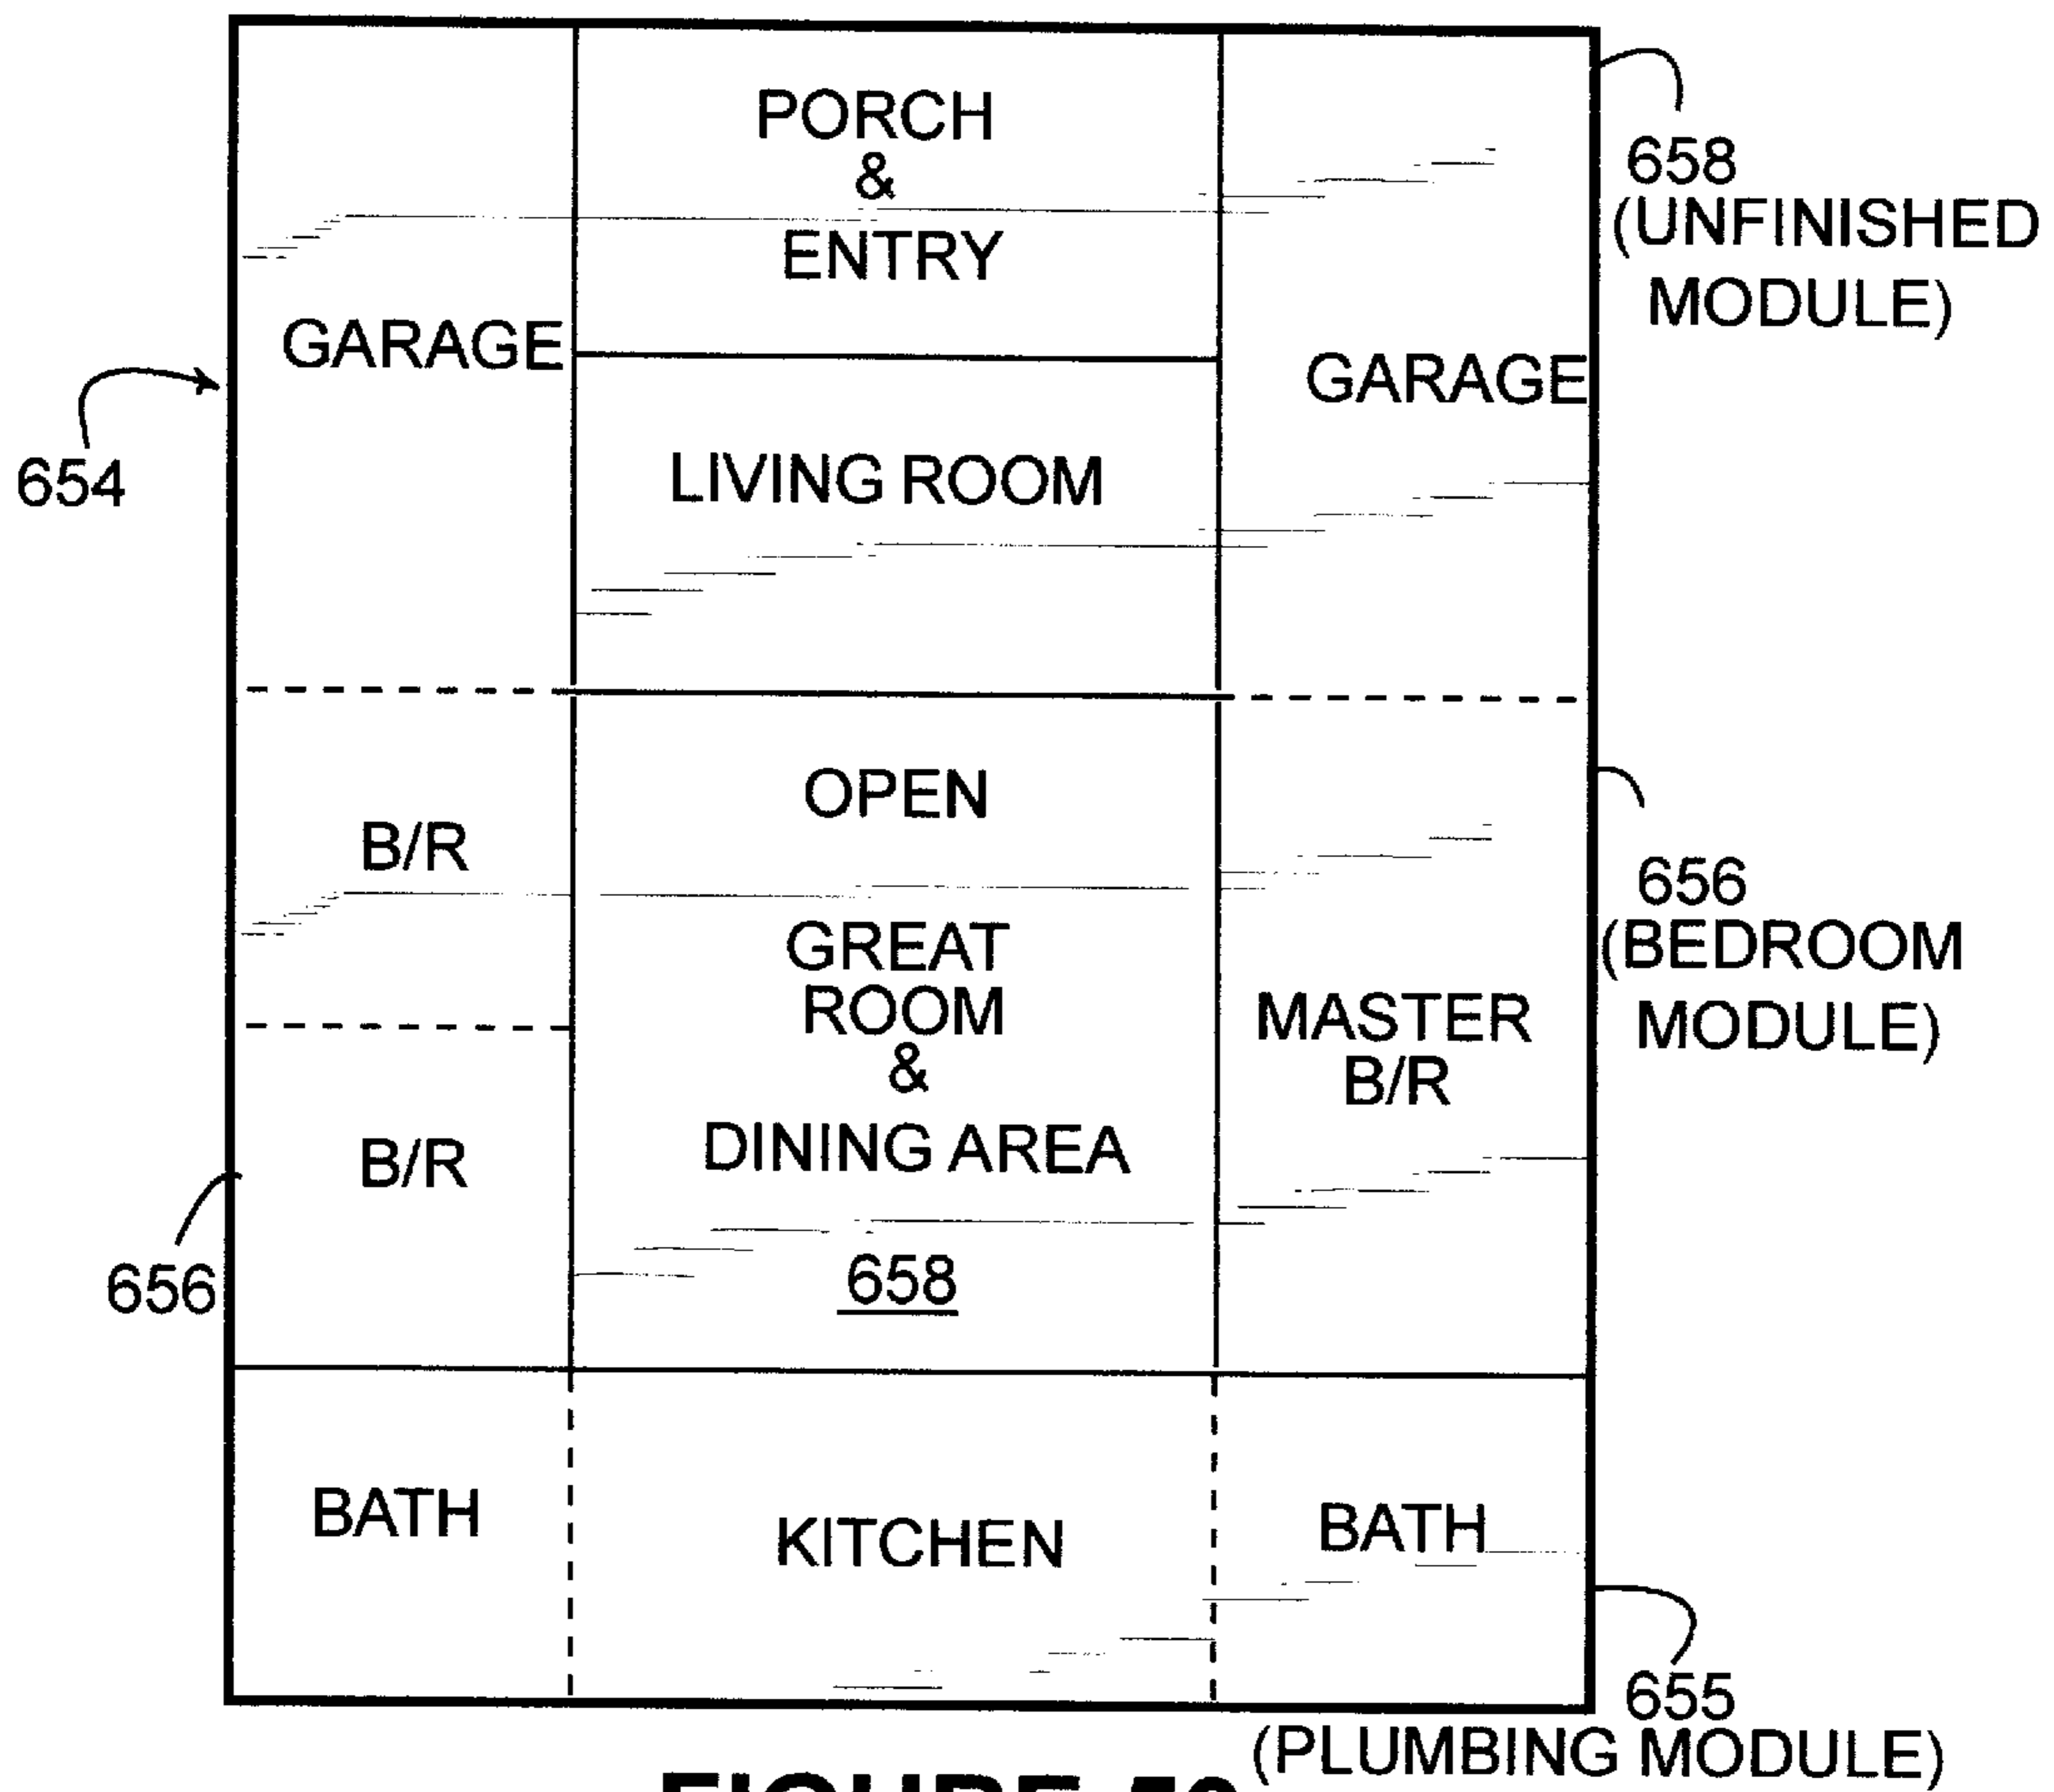 PORCH
&
ENTRY
658
(UNFINISHED
MODULE)
GARAGE
GARAGE
654
LIVING ROOM
OPEN
B/R
656
(BEDROOM
MODULE)
GREAT
ROOM
&
MASTER
B/R
DINING AREA
B/R
656
658
BATH
KITCHEN
BATH
655
(PLUMBING MODULE)
FIGURE